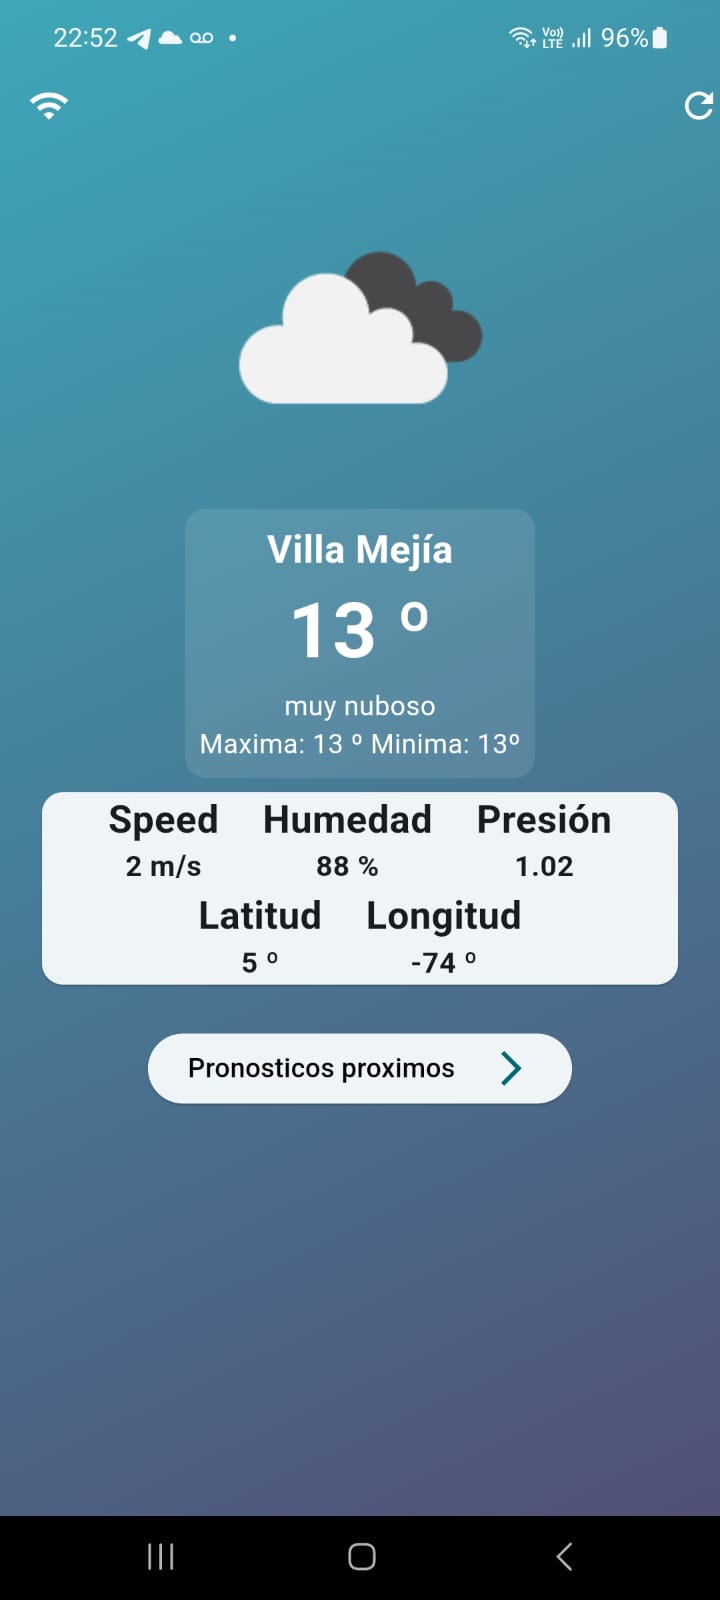 22:52 Vo)) LTE 96%
Villa Mejía
13 º
muy nuboso
Maxima: 13 º Minima: 13º
Speed Humedad Presión
2 m/s 88 % 1.02
Latitud Longitud
5 º -74 º
Pronosticos proximos